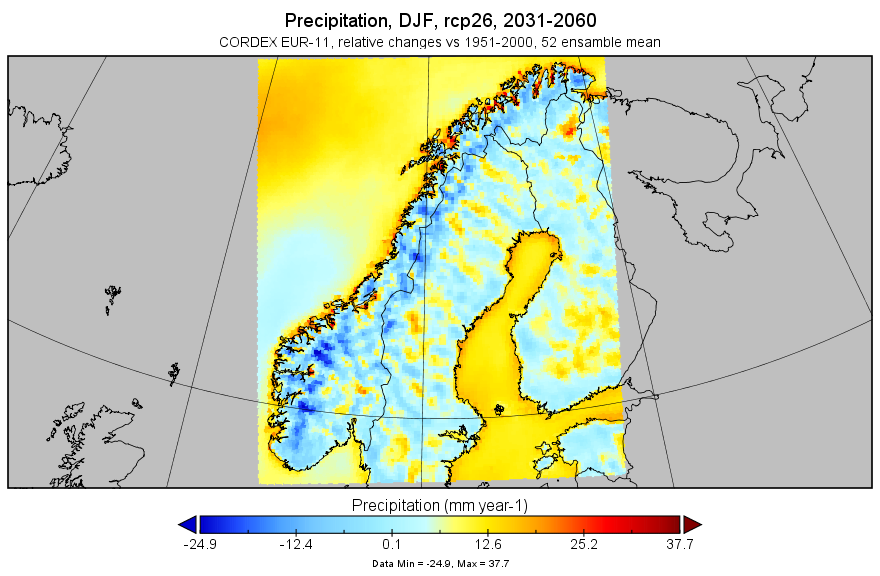 Precipitation, DJF, rcp26, 2031-2060
CORDEX EUR-11, relative changes vs 1951-2000, 52 ensamble mean
Precipitation (mm year-1)
-24.9 -12.4 0.1 12.6 25.2 37.7
Data Min = -24.9, Max = 37.7